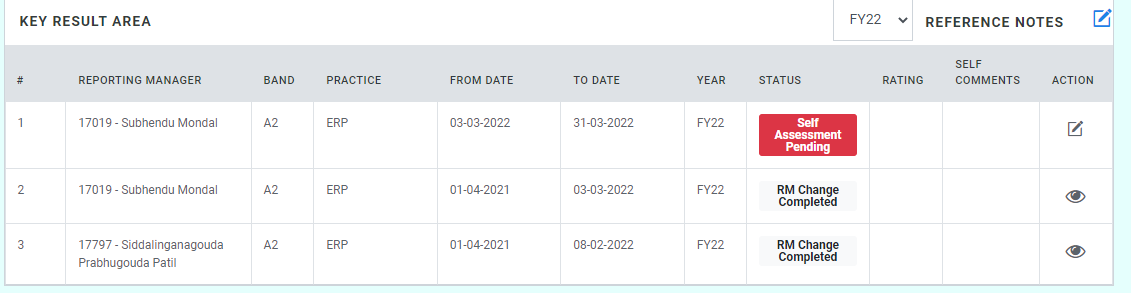 KEY RESULT AREA
FY22
REFERENCE NOTES
# REPORTING MANAGER BAND PRACTICE FROM DATE TO DATE YEAR STATUS RATING SELF COMMENTS ACTION
1 17019 - Subhendu Mondal A2 ERP 03-03-2022 31-03-2022 FY22 Self
Assessment
Pending
2 17019 - Subhendu Mondal A2 ERP 01-04-2021 03-03-2022 FY22 RM Change
Completed
3 17797 - Siddalinganagouda
Prabhugouda Patil A2 ERP 01-04-2021 08-02-2022 FY22 RM Change
Completed